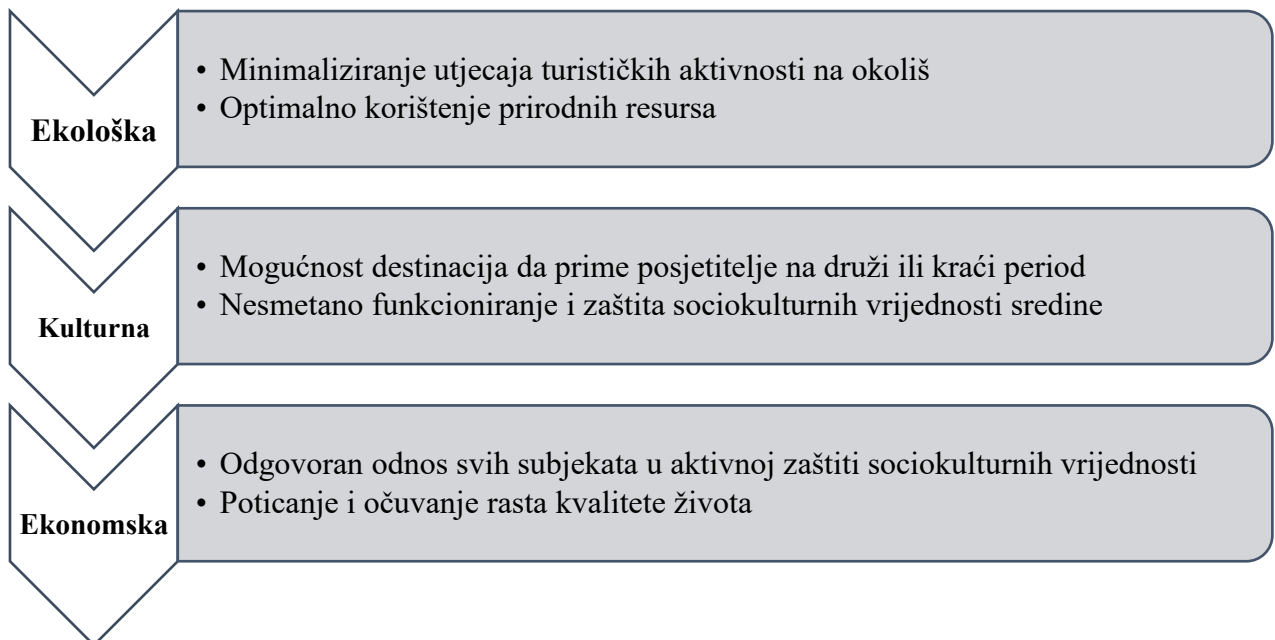 Ekološka
• Minimaliziranje utjecaja turističkih aktivnosti na okoliš
• Optimalno korištenje prirodnih resursa
Kulturna
• Mogućnost destinacija da prime posjetitelje na druži ili kraći period
• Nesmetano funkcioniranje i zaštita sociokulturnih vrijednosti sredine
Ekonomska
• Odgovoran odnos svih subjekata u aktivnoj zaštiti sociokulturnih vrijednosti
• Poticanje i očuvanje rasta kvalitete života